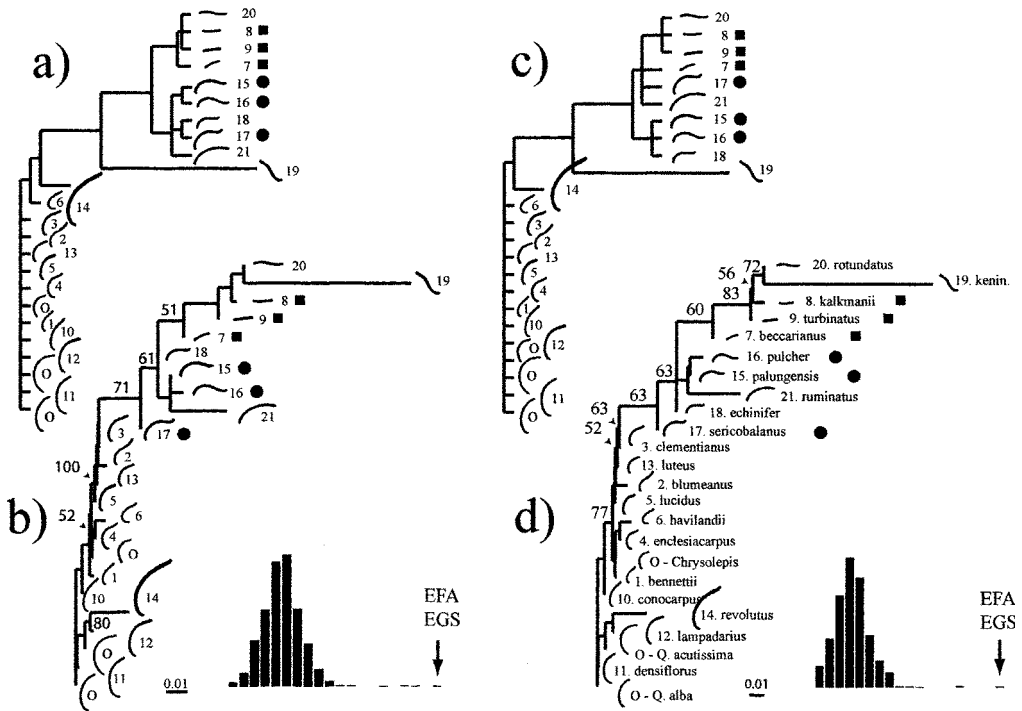 a)
20
8
9
7
15
16
18
17
21
19
14
6
3
2
13
5
4
O
1
10
12
O
11
O
b)
20
19
8
51
9
7
61
18
15
16
71
21
17
3
2
100
13
5
52
6
4
O
1
10
14
80
12
O
11
O
0.01
EFA
EGS
c)
20
8
9
7
17
21
15
16
18
19
14
6
3
2
13
5
4
O
1
10
O
12
O
11
O
d)
72
20. rotundatus
56
19. kenin.
83
8. kalkmanii
60
9. turbinatus
7. beccarianus
16. pulcher
63
15. palungensis
63
21. ruminatus
18. echinifer
63
17. sericobalanus
52
3. clementianus
13. luteus
2. blumeanus
77
5. lucidus
6. havilandii
4. enclesiacarpus
O - Chrysolepis
1. bennettii
10. conocarpus
14. revolutus
12. lampadarius
O - Q. acutissima
11. densiflorus
O - Q. alba
0.01
EFA
EGS